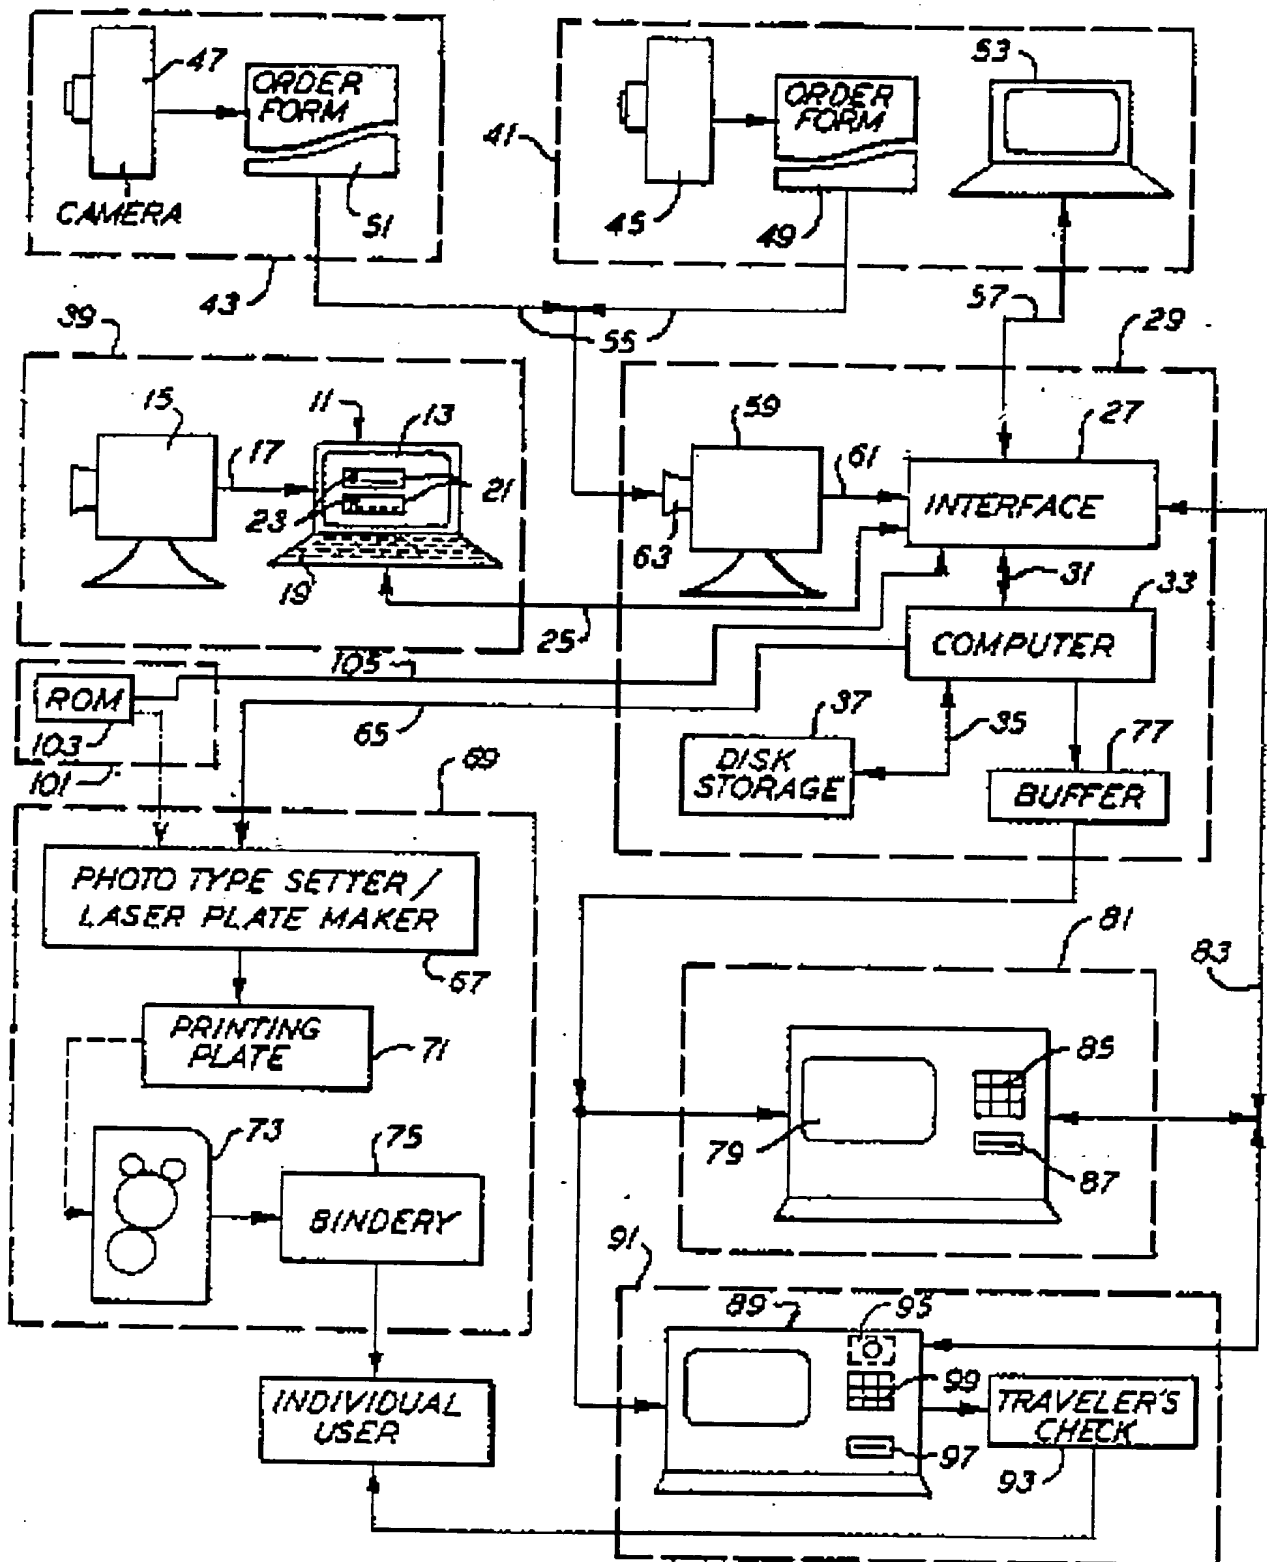 47
ORDER
FORM
51
CAMERA
43
41
45
ORDER
FORM
49
53
55
57
39
15
17
11
13
21
23
19
25
29
59
61
63
27
INTERFACE
31
33
COMPUTER
35
37
DISK
STORAGE
77
BUFFER
105
ROM
103
101
65
69
PHOTO TYPE SETTER/
LASER PLATE MAKER
67
PRINTING
PLATE
71
73
75
BINDERY
INDIVIDUAL
USER
81
83
79
85
87
91
89
95
99
97
TRAVELER'S
CHECK
93